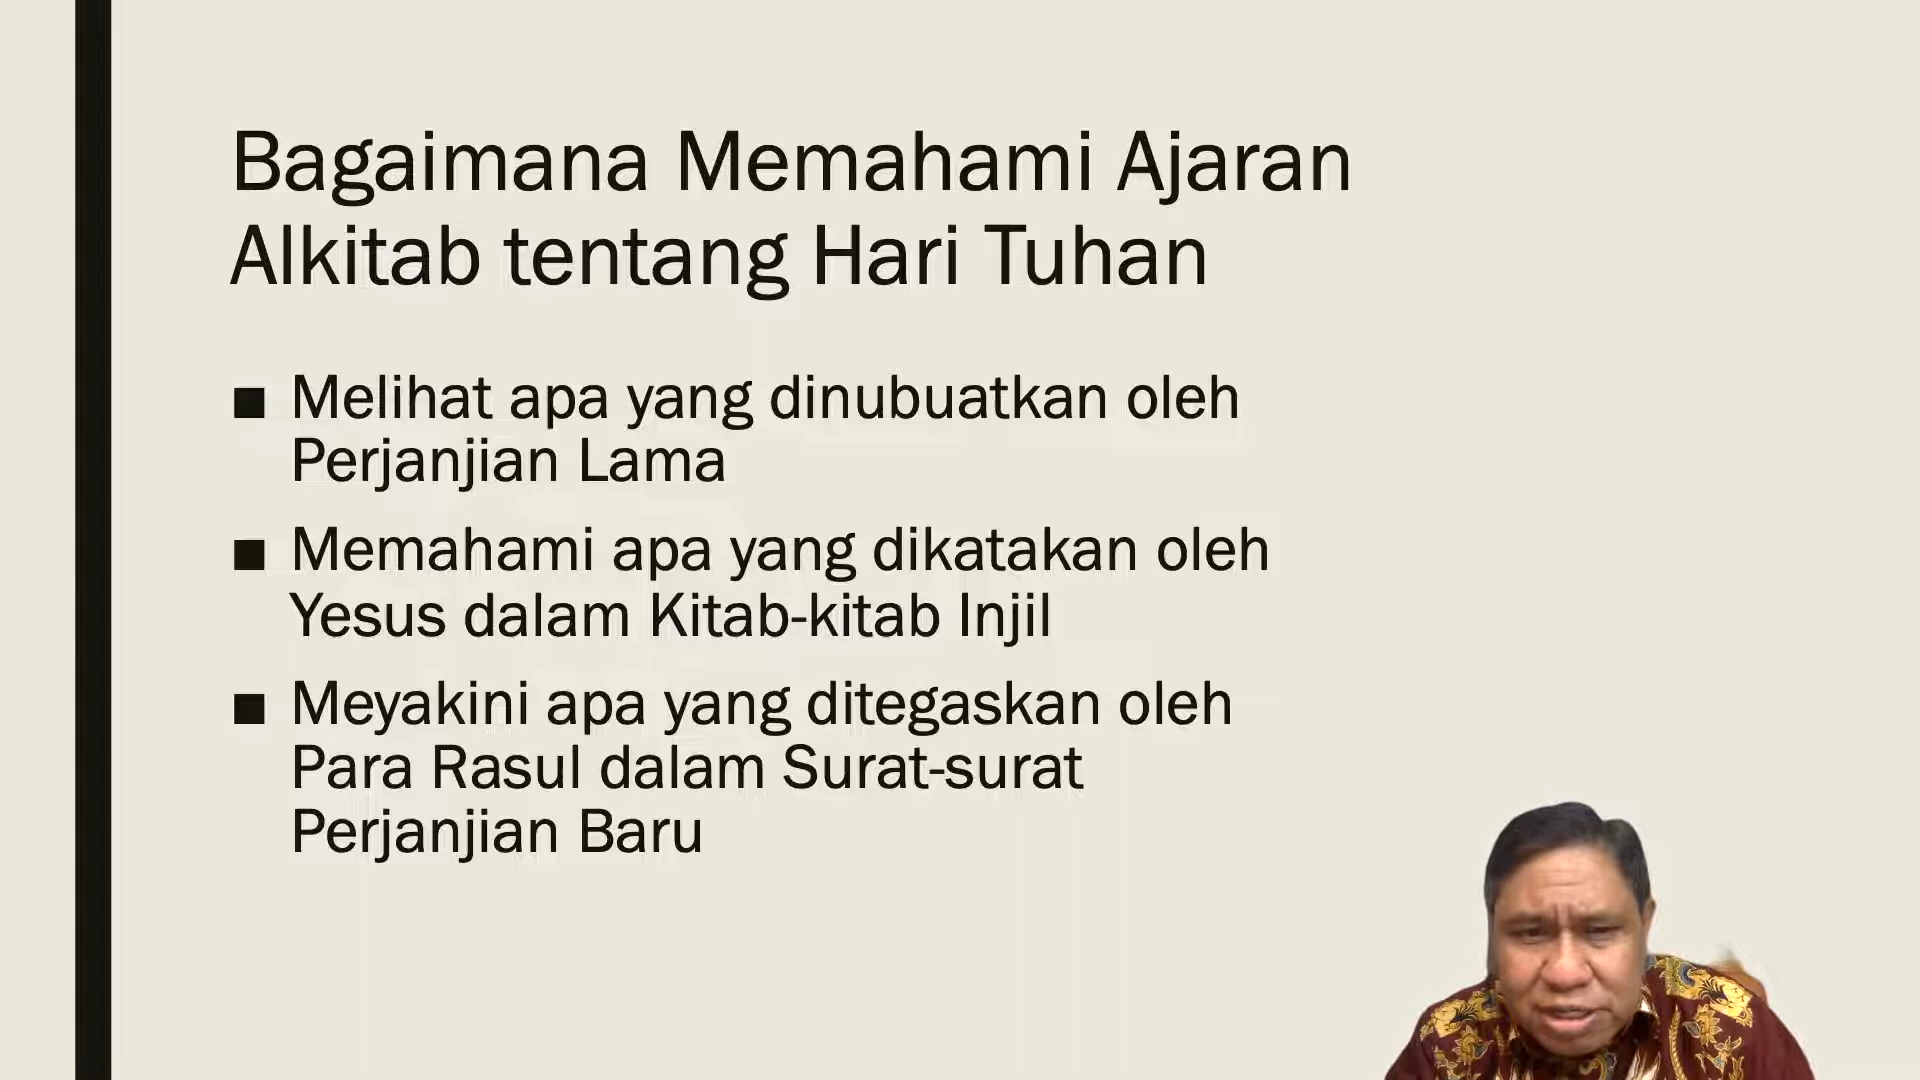 Bagaimana Memahami Ajaran
Alkitab tentang Hari Tuhan
■ Melihat apa yang dinubuatkan oleh
Perjanjian Lama
■ Memahami apa yang dikatakan oleh
Yesus dalam Kitab-kitab Injil
■ Meyakini apa yang ditegaskan oleh
Para Rasul dalam Surat-surat
Perjanjian Baru